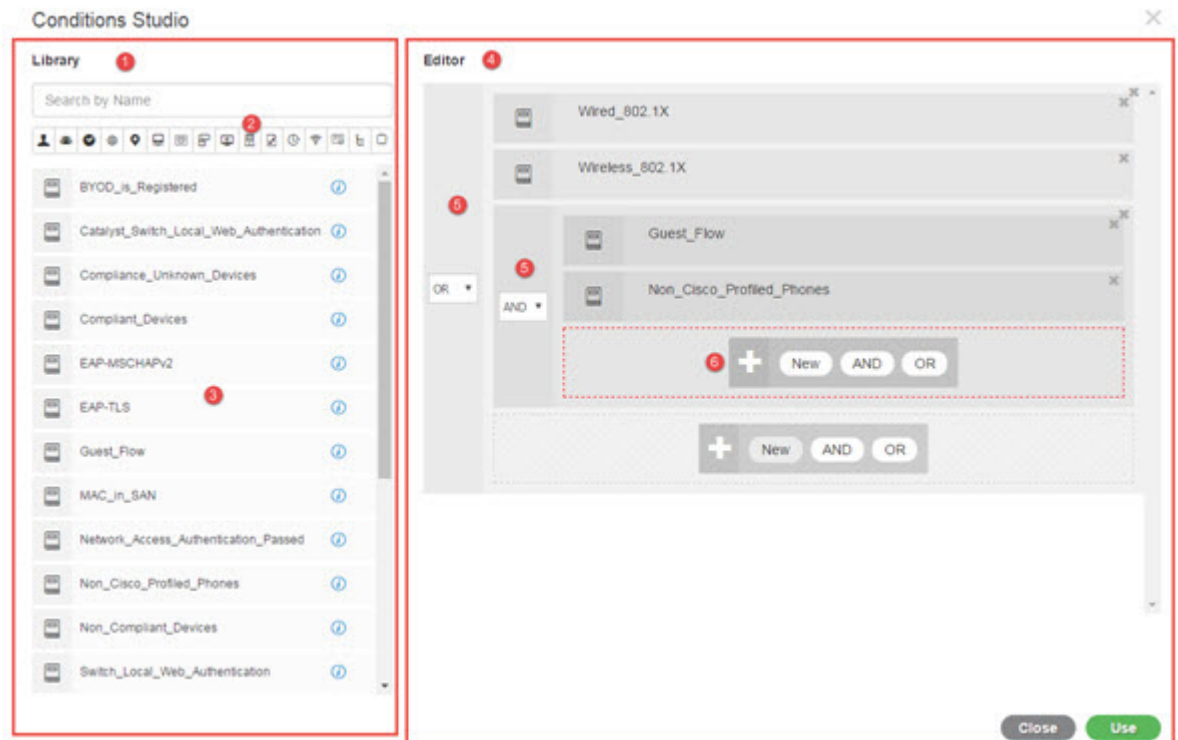 Conditions Studio
Library 1
Search by Name
2
BYOD_is_Registered
Catalyst_Switch_Local_Web_Authentication
Compliance_Unknown_Devices
Compliant_Devices
EAP-MSCHAPv2
3
EAP-TLS
Guest_Flow
MAC_in_SAN
Network_Access_Authentication_Passed
Non_Cisco_Profiled_Phones
Non_Compliant_Devices
Switch_Local_Web_Authentication
Editor 4
Wired_802.1X
Wireless_802.1X
5
OR
5
AND
Guest_Flow
Non_Cisco_Profiled_Phones
6 New AND OR
New AND OR
Close Use